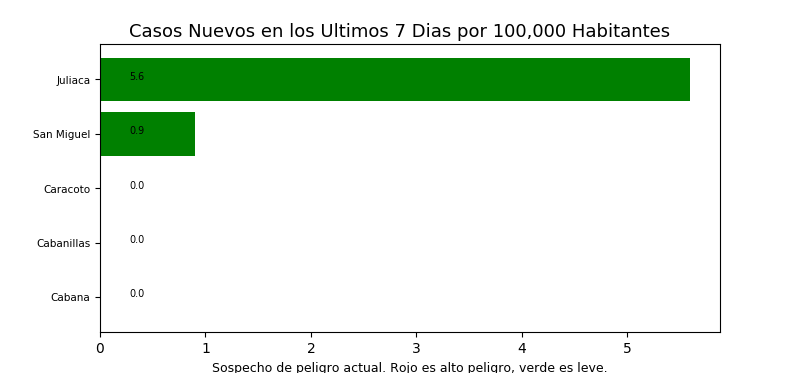 Casos Nuevos en los Ultimos 7 Dias por 100,000 Habitantes
Juliaca 5.6
San Miguel 0.9
Caracoto 0.0
Cabanillas 0.0
Cabana 0.0
0 1 2 3 4 5
Sospecho de peligro actual. Rojo es alto peligro, verde es leve.